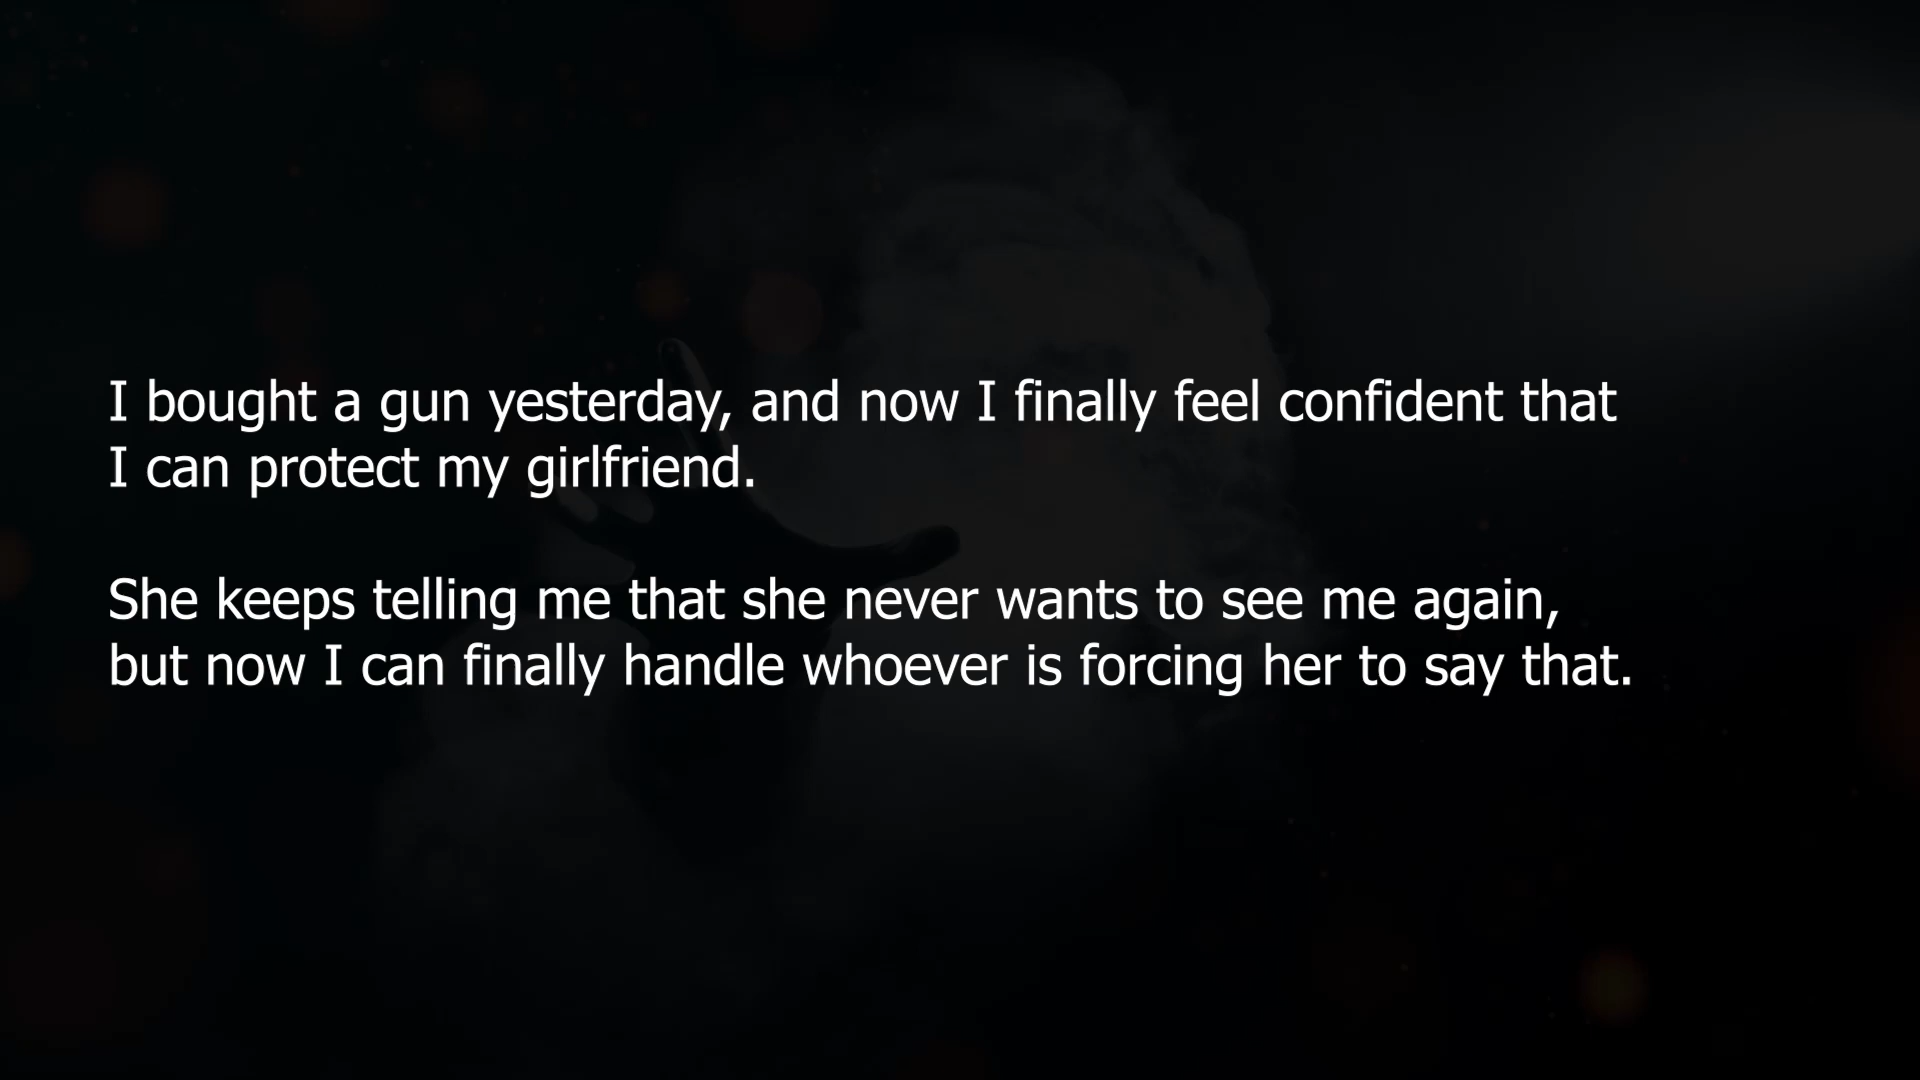 I bought a gun yesterday, and now I finally feel confident that
I can protect my girlfriend.
She keeps telling me that she never wants to see me again,
but now I can finally handle whoever is forcing her to say that.